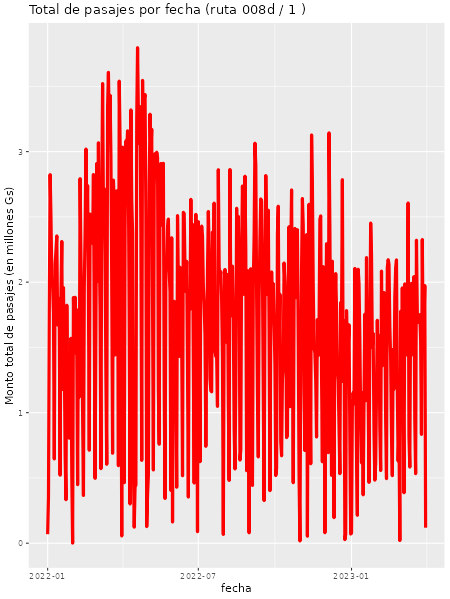 Total de pasajes por fecha (ruta 008d / 1 )
Monto total de pasajes (en millones Gs)
3
2
1
0
2022-01
2022-07
2023-01
fecha